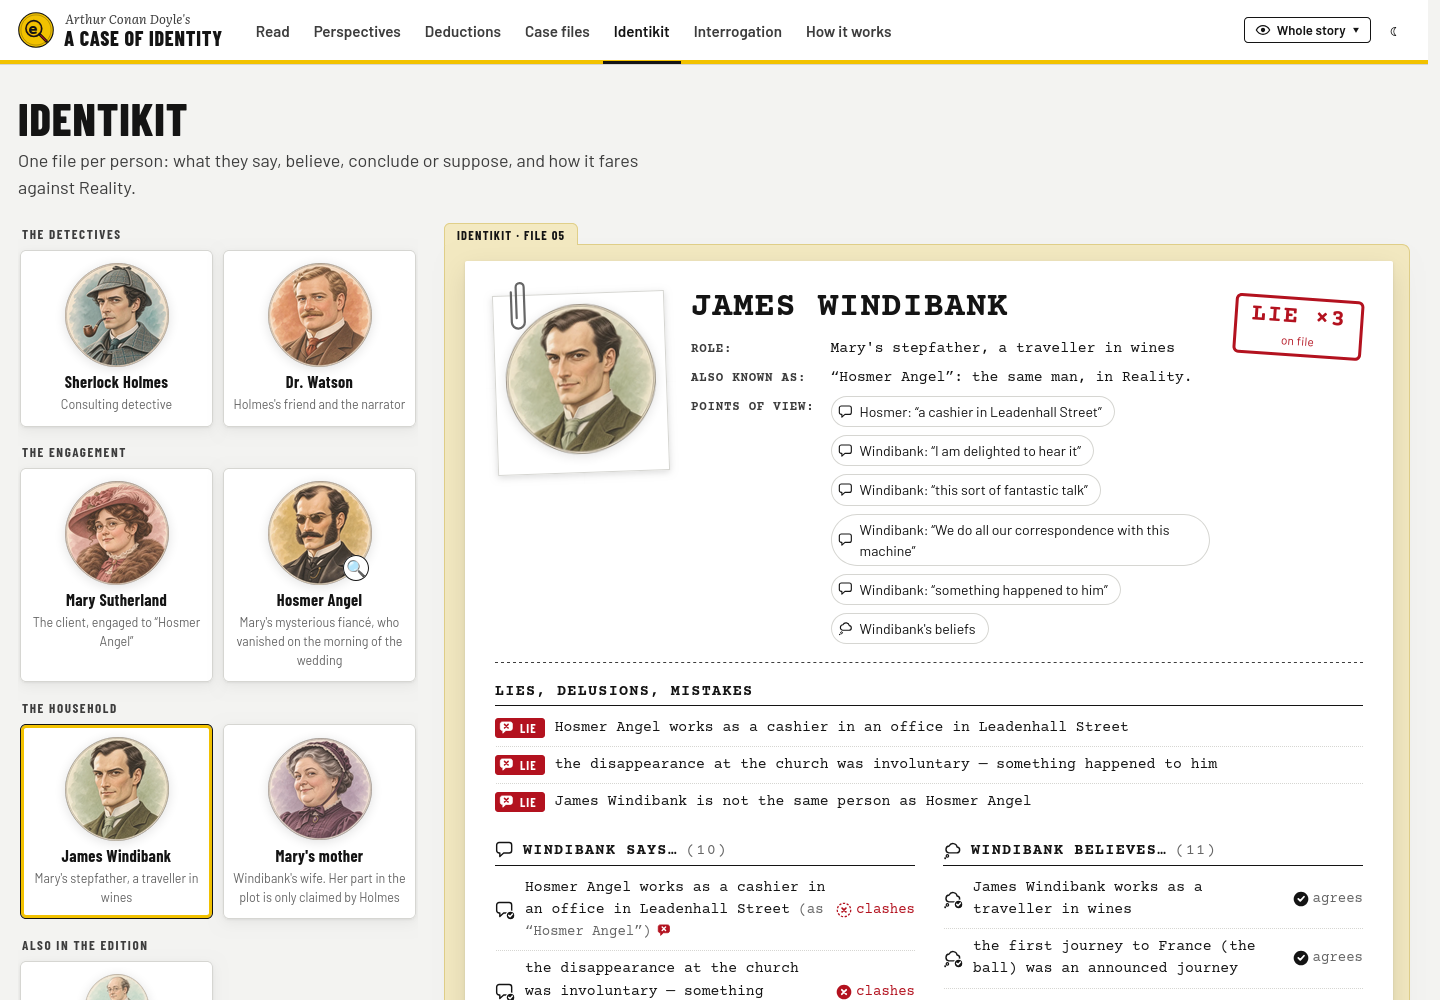 Arthur Conan Doyle's
A CASE OF IDENTITY
Read
Perspectives
Deductions
Case files
Identikit
Interrogation
How it works
Whole story
IDENTIKIT
One file per person: what they say, believe, conclude or suppose, and how it fares
against Reality.
THE DETECTIVES
Sherlock Holmes
Consulting detective
Dr. Watson
Holmes's friend and the narrator
THE ENGAGEMENT
Mary Sutherland
The client, engaged to “Hosmer
Angel”
Hosmer Angel
Mary's mysterious fiancé, who
vanished on the morning of the
wedding
THE HOUSEHOLD
James Windibank
Mary's stepfather, a traveller in
wines
Mary's mother
Windibank's wife. Her part in the
plot is only claimed by Holmes
ALSO IN THE EDITION
IDENTIKIT · FILE 05
JAMES WINDIBANK
LIE ×3
on file
ROLE:
Mary's stepfather, a traveller in wines
ALSO KNOWN AS:
“Hosmer Angel”: the same man, in Reality.
POINTS OF VIEW:
Hosmer: “a cashier in Leadenhall Street”
Windibank: “I am delighted to hear it”
Windibank: “this sort of fantastic talk”
Windibank: “We do all our correspondence with this
machine”
Windibank: “something happened to him”
Windibank's beliefs
LIES, DELUSIONS, MISTAKES
LIE Hosmer Angel works as a cashier in an office in Leadenhall Street
LIE the disappearance at the church was involuntary — something happened to him
LIE James Windibank is not the same person as Hosmer Angel
WINDIBANK SAYS… (10)
Hosmer Angel works as a cashier in
an office in Leadenhall Street (as
“Hosmer Angel”)
clashes
the disappearance at the church
was involuntary — something
clashes
WINDIBANK BELIEVES… (11)
James Windibank works as a
traveller in wines
agrees
the first journey to France (the
ball) was an announced journey
agrees